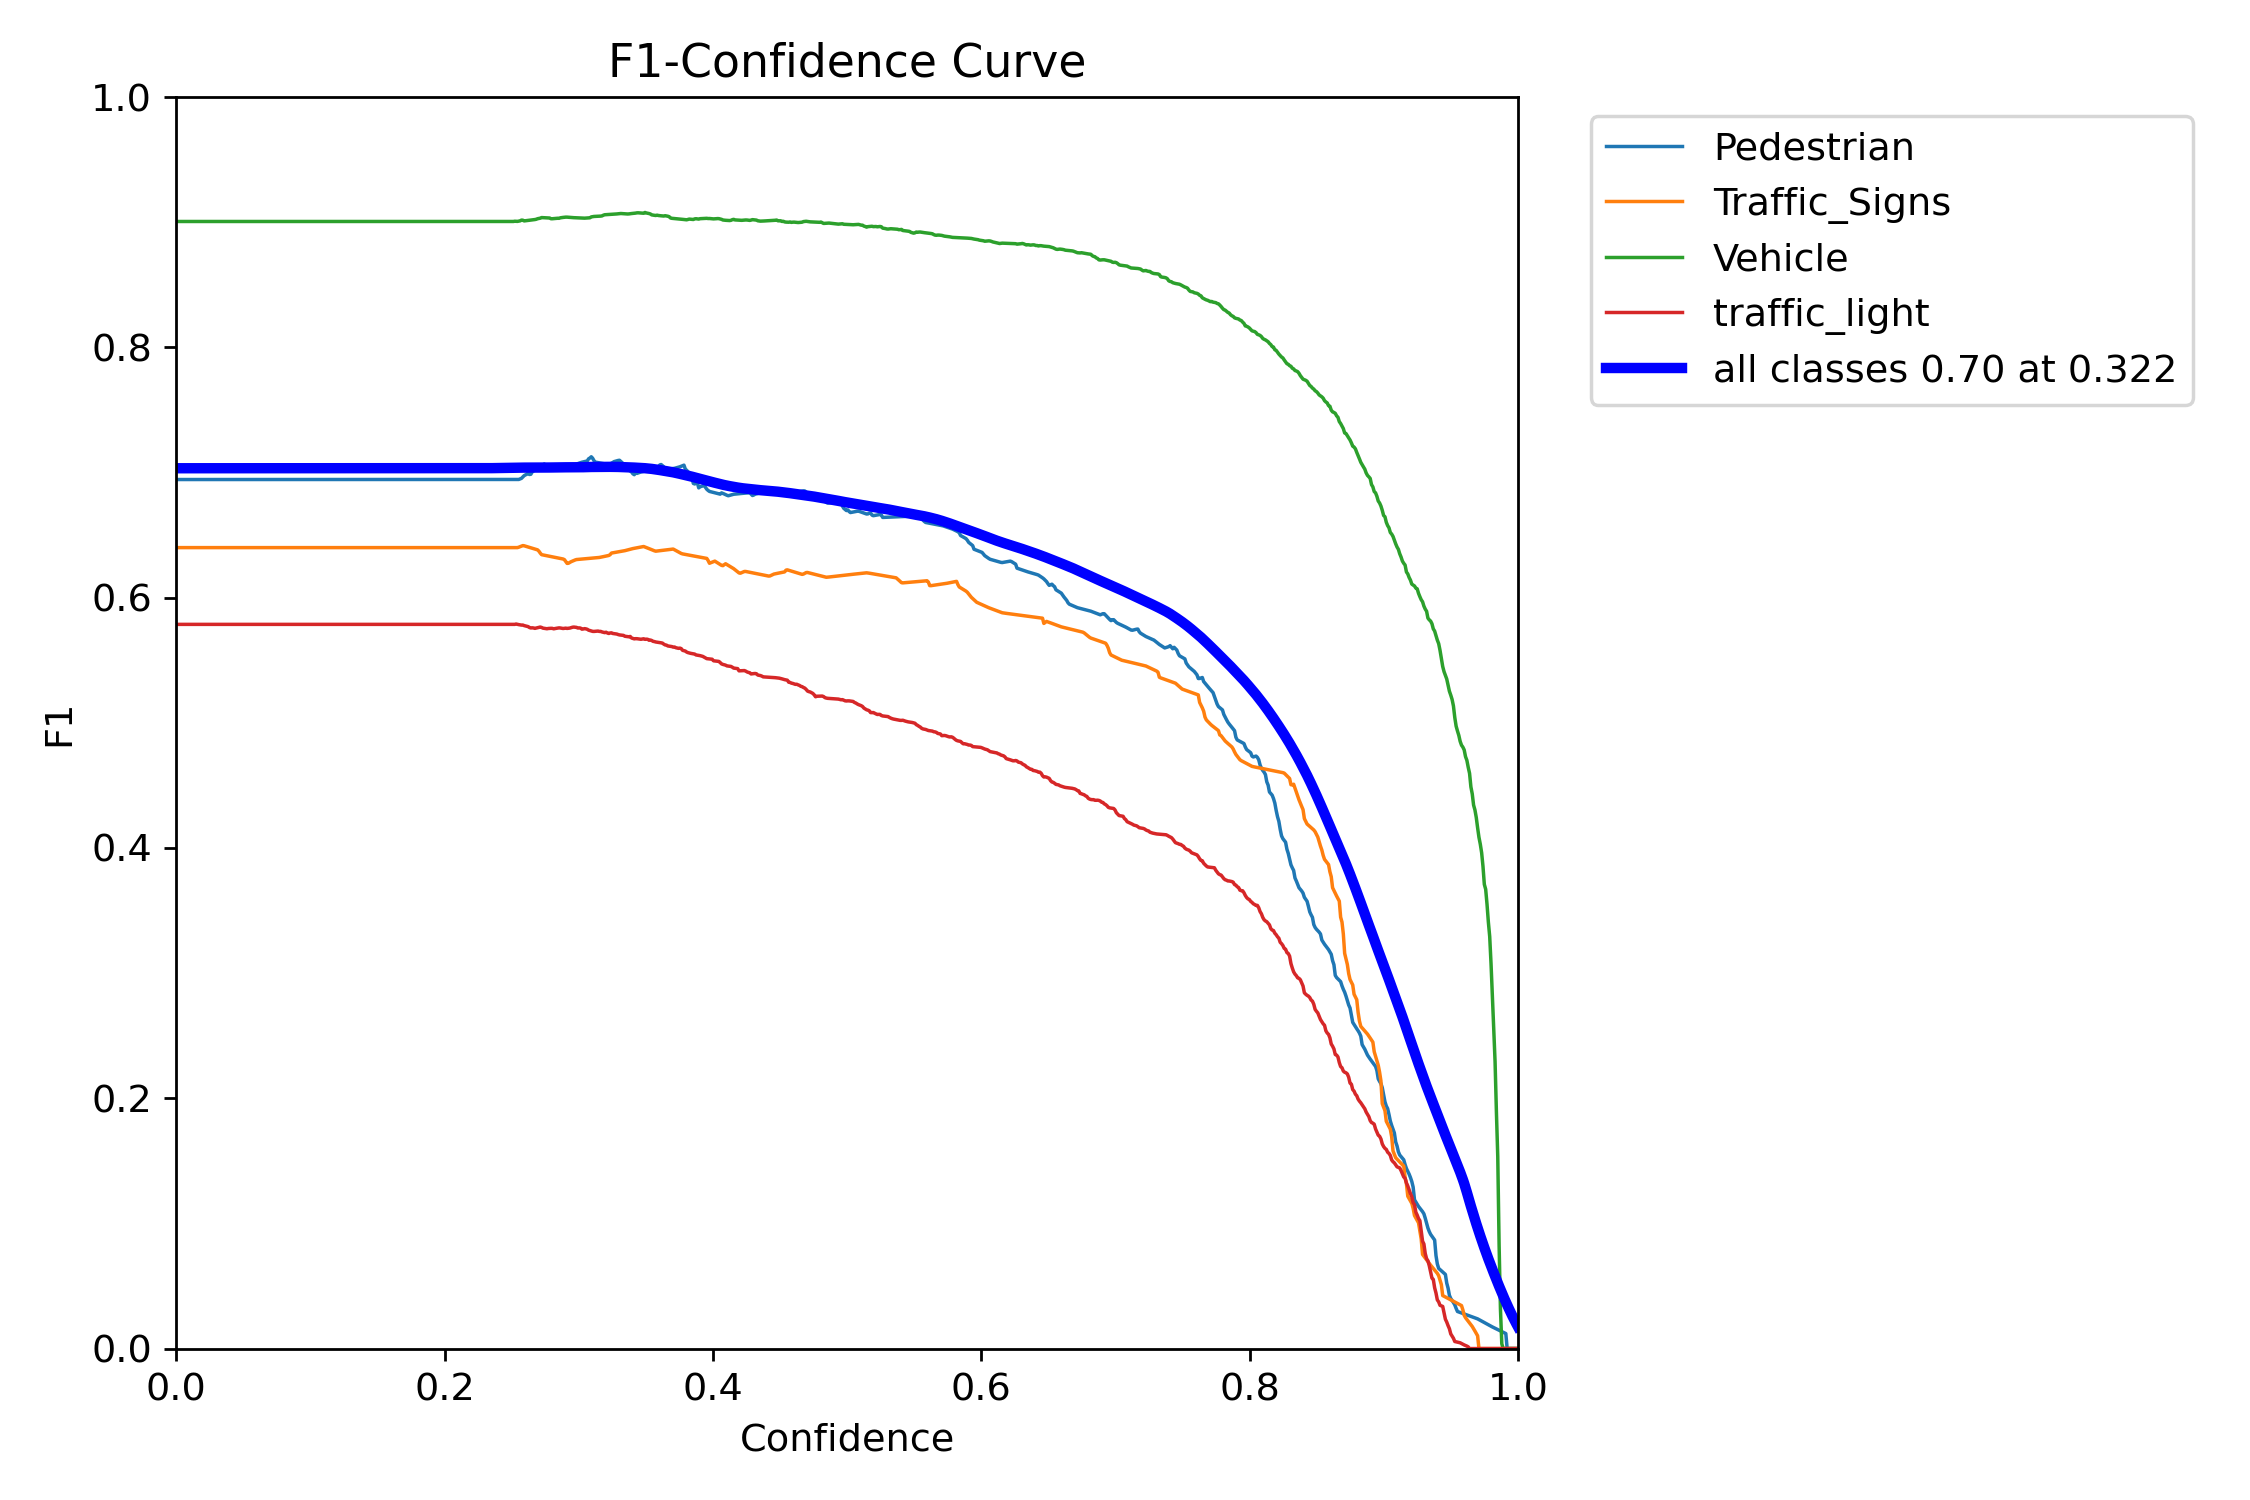 F1-Confidence Curve
1.0
0.8
0.6
0.4
0.2
0.0
F1
0.0 0.2 0.4 0.6 0.8 1.0
Confidence
Pedestrian
Traffic_Signs
Vehicle
traffic_light
all classes 0.70 at 0.322